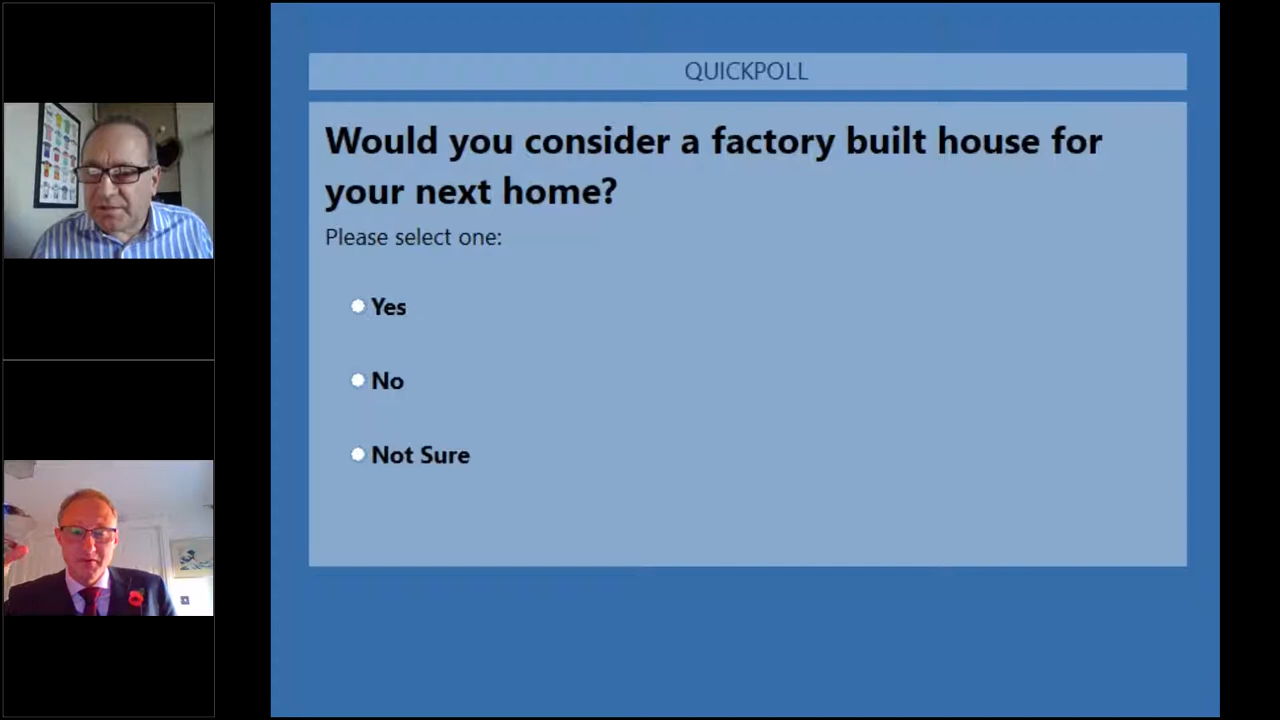 QUICKPOLL
Would you consider a factory built house for
your next home?
Please select one:
Yes
No
Not Sure